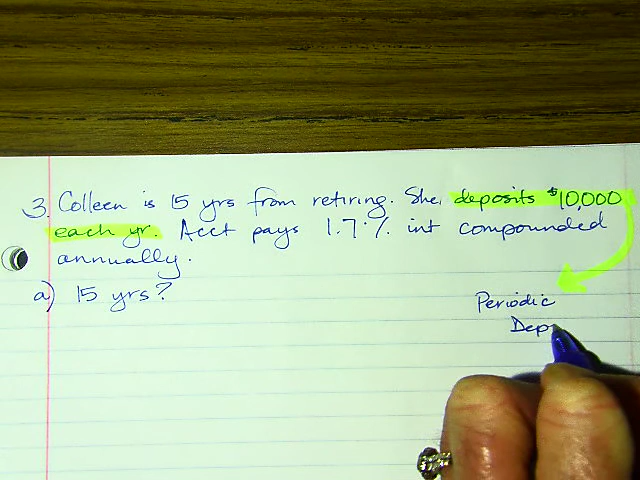 3. Colleen is 15 yrs from retiring. She deposits $10,000
each yr. Acct pays 1.7% int compounded
annually.
a) 15 yrs?
Periodic
Dep